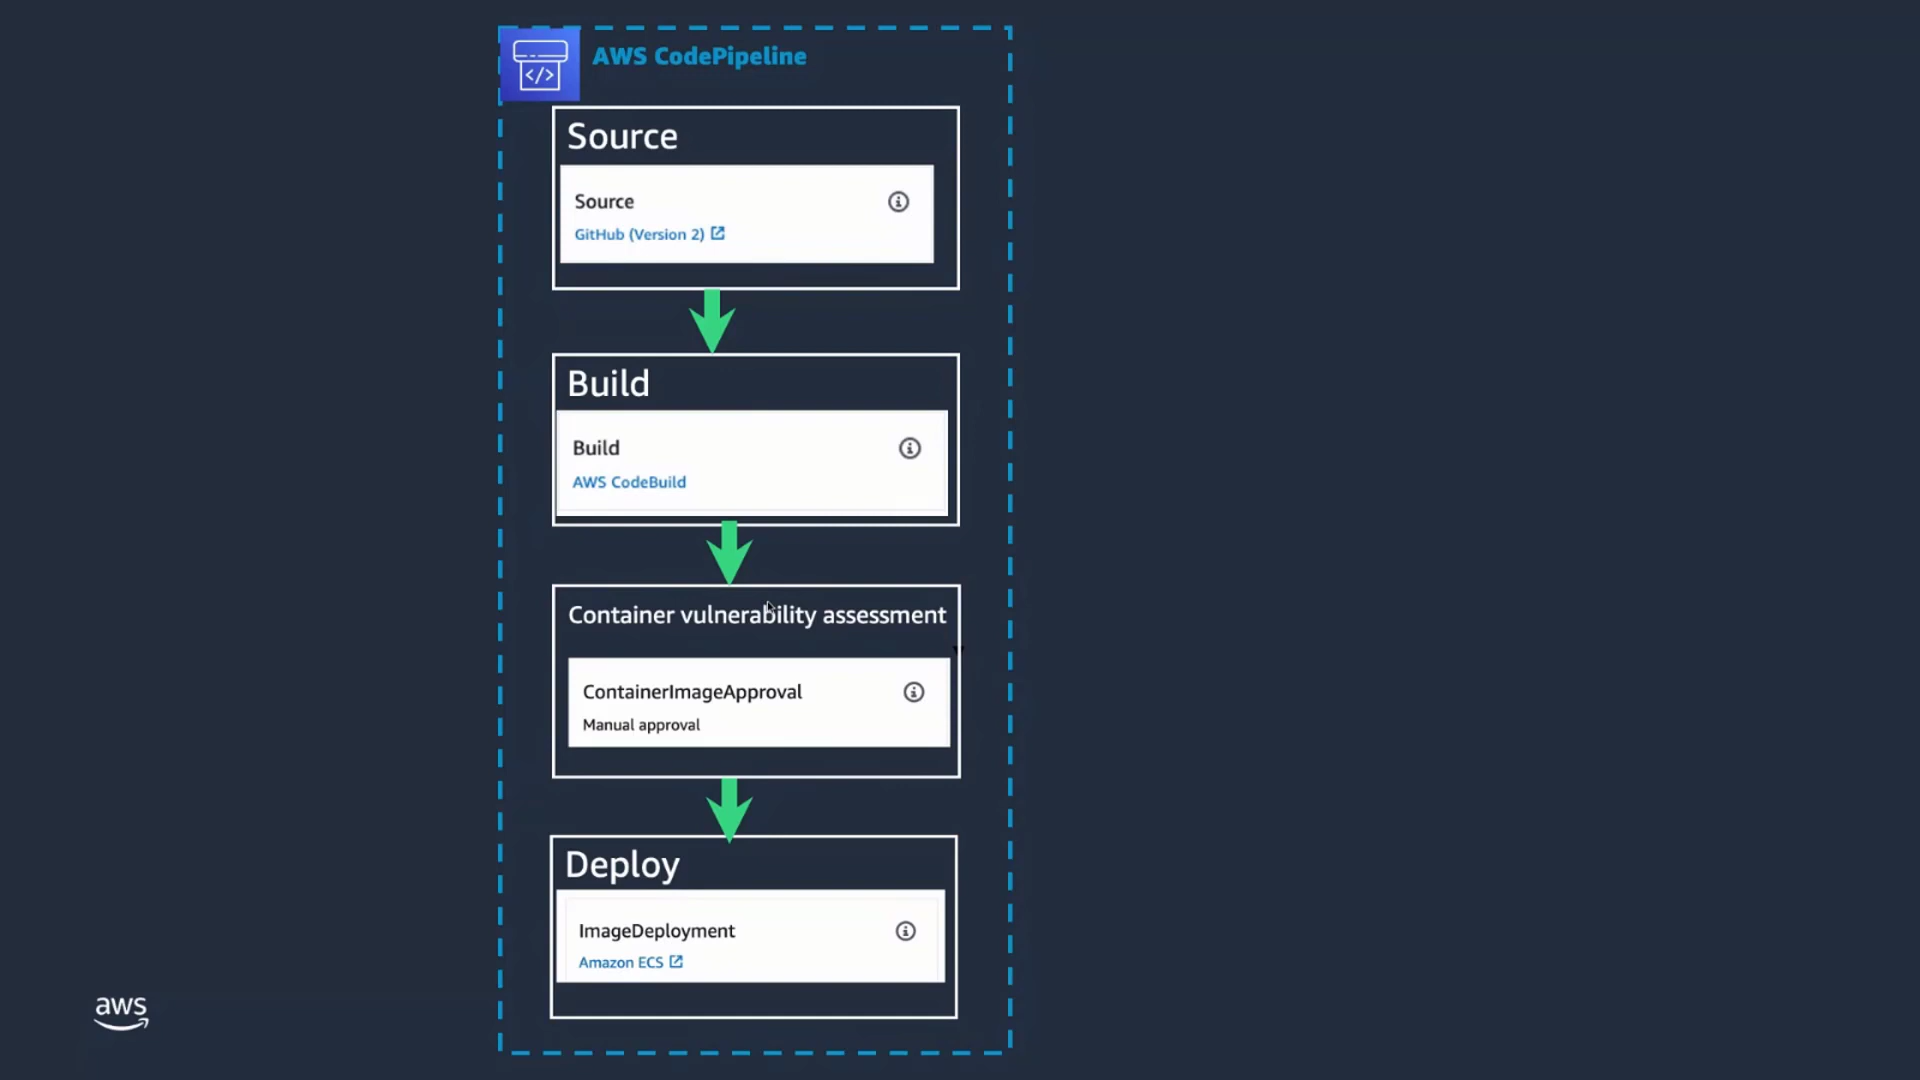 AWS CodePipeline
Source
Source
GitHub (Version 2)
Build
Build
AWS CodeBuild
Container vulnerability assessment
ContainerImageApproval
Manual approval
Deploy
ImageDeployment
Amazon ECS
aws